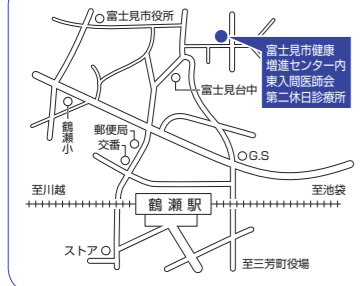 富士見市役所
富士見市健康
増進センター内
東入間医師会
第二休日診療所
富士見台中
鶴瀬小
郵便局
交番
G.S
至川越
至池袋
鶴瀬駅
ストア
至三芳町役場